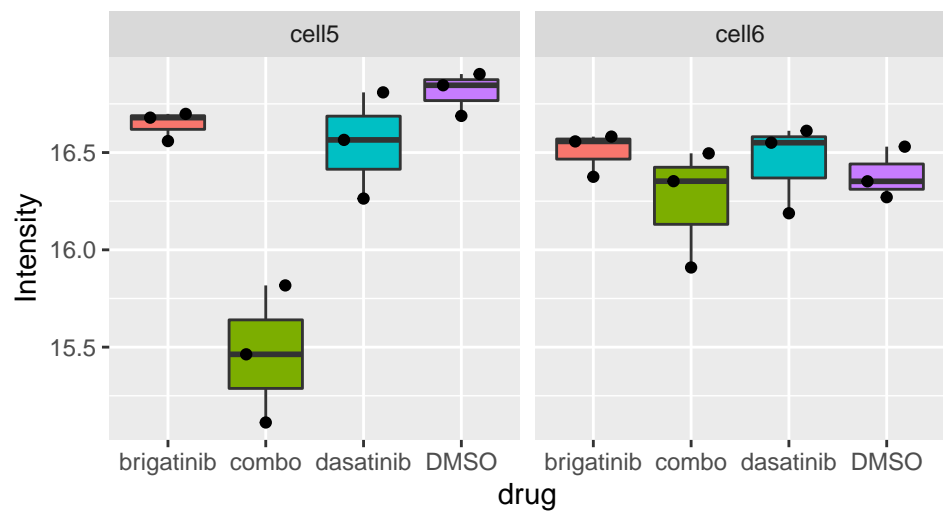 cell5 cell6
Intensity
16.5
16.0
15.5
brigatinib combo dasatinib DMSO brigatinib combo dasatinib DMSO
drug